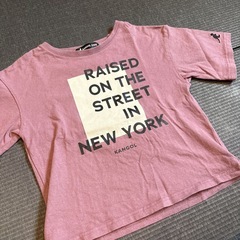 RAISED
ON THE
STREET
IN
NEW YORK
KANGOL